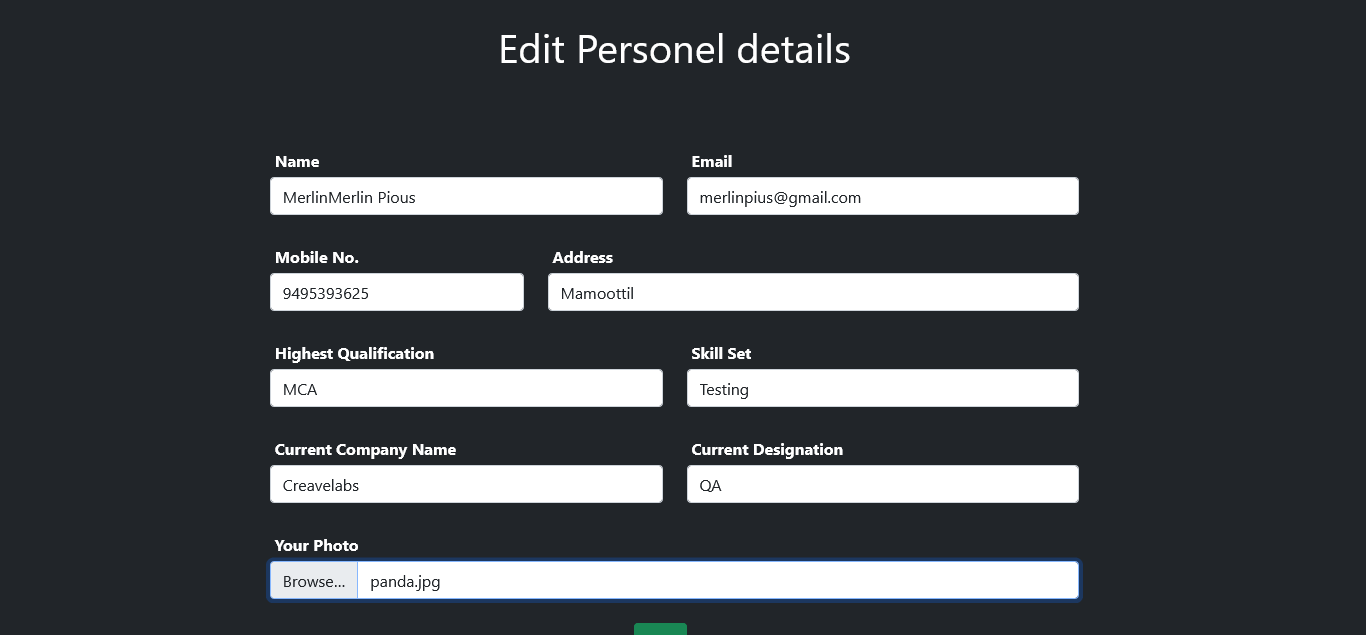 Edit Personel details
Name
Email
MerlinMerlin Pious
merlinpius@gmail.com
Mobile No.
Address
9495393625
Mamoottil
Highest Qualification
Skill Set
MCA
Testing
Current Company Name
Current Designation
Creavelabs
QA
Your Photo
Browse...
panda.jpg